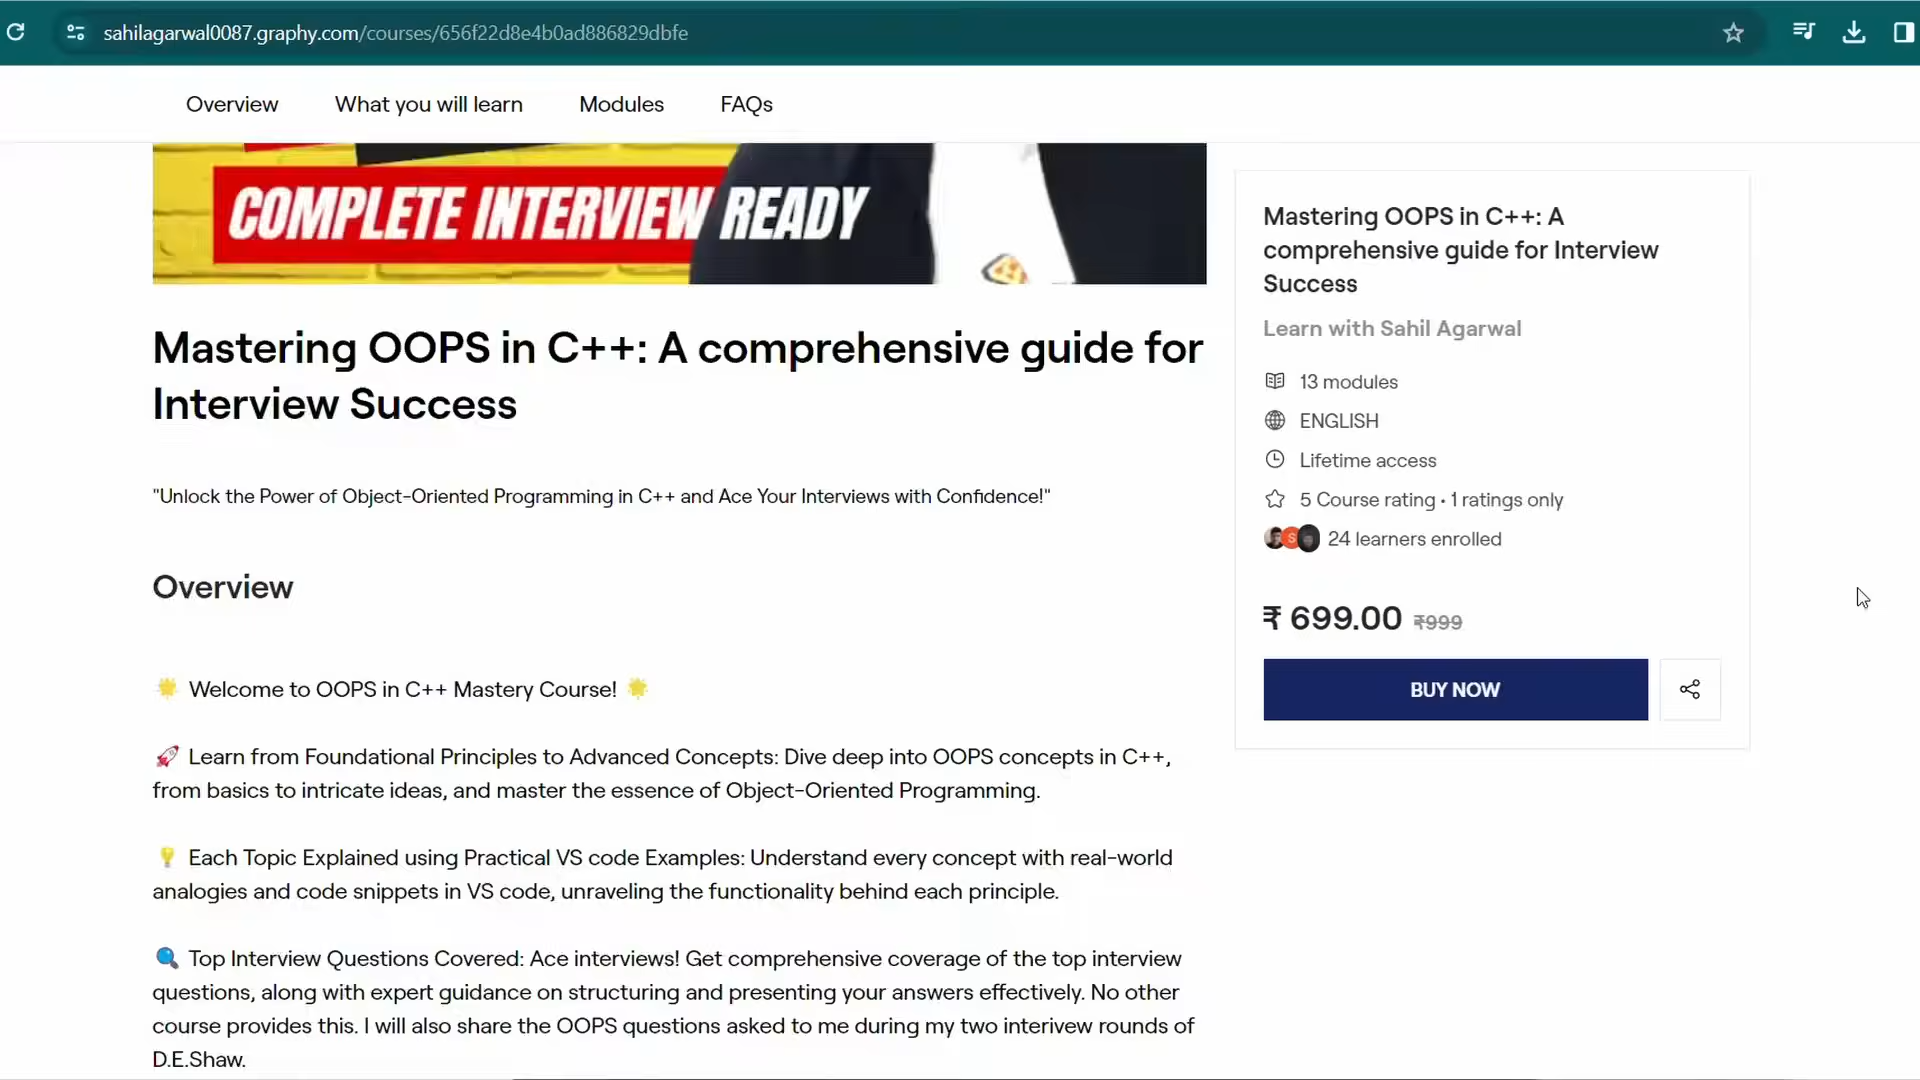 sahilagarwal0087.graphy.com/courses/656f22d8e4b0ad886829dbfe
Overview
What you will learn
Modules
FAQs
COMPLETE INTERVIEW READY
Mastering OOPS in C++: A comprehensive guide for
Interview Success
"Unlock the Power of Object-Oriented Programming in C++ and Ace Your Interviews with Confidence!"
Overview
🌟 Welcome to OOPS in C++ Mastery Course! 🌟
🚀 Learn from Foundational Principles to Advanced Concepts: Dive deep into OOPS concepts in C++,
from basics to intricate ideas, and master the essence of Object-Oriented Programming.
💡 Each Topic Explained using Practical VS code Examples: Understand every concept with real-world
analogies and code snippets in VS code, unraveling the functionality behind each principle.
🔍 Top Interview Questions Covered: Ace interviews! Get comprehensive coverage of the top interview
questions, along with expert guidance on structuring and presenting your answers effectively. No other
course provides this. I will also share the OOPS questions asked to me during my two interivew rounds of
D.E.Shaw.
Mastering OOPS in C++: A
comprehensive guide for Interview
Success
Learn with Sahil Agarwal
13 modules
ENGLISH
Lifetime access
5 Course rating • 1 ratings only
S
24 learners enrolled
₹ 699.00 ₹999
BUY NOW